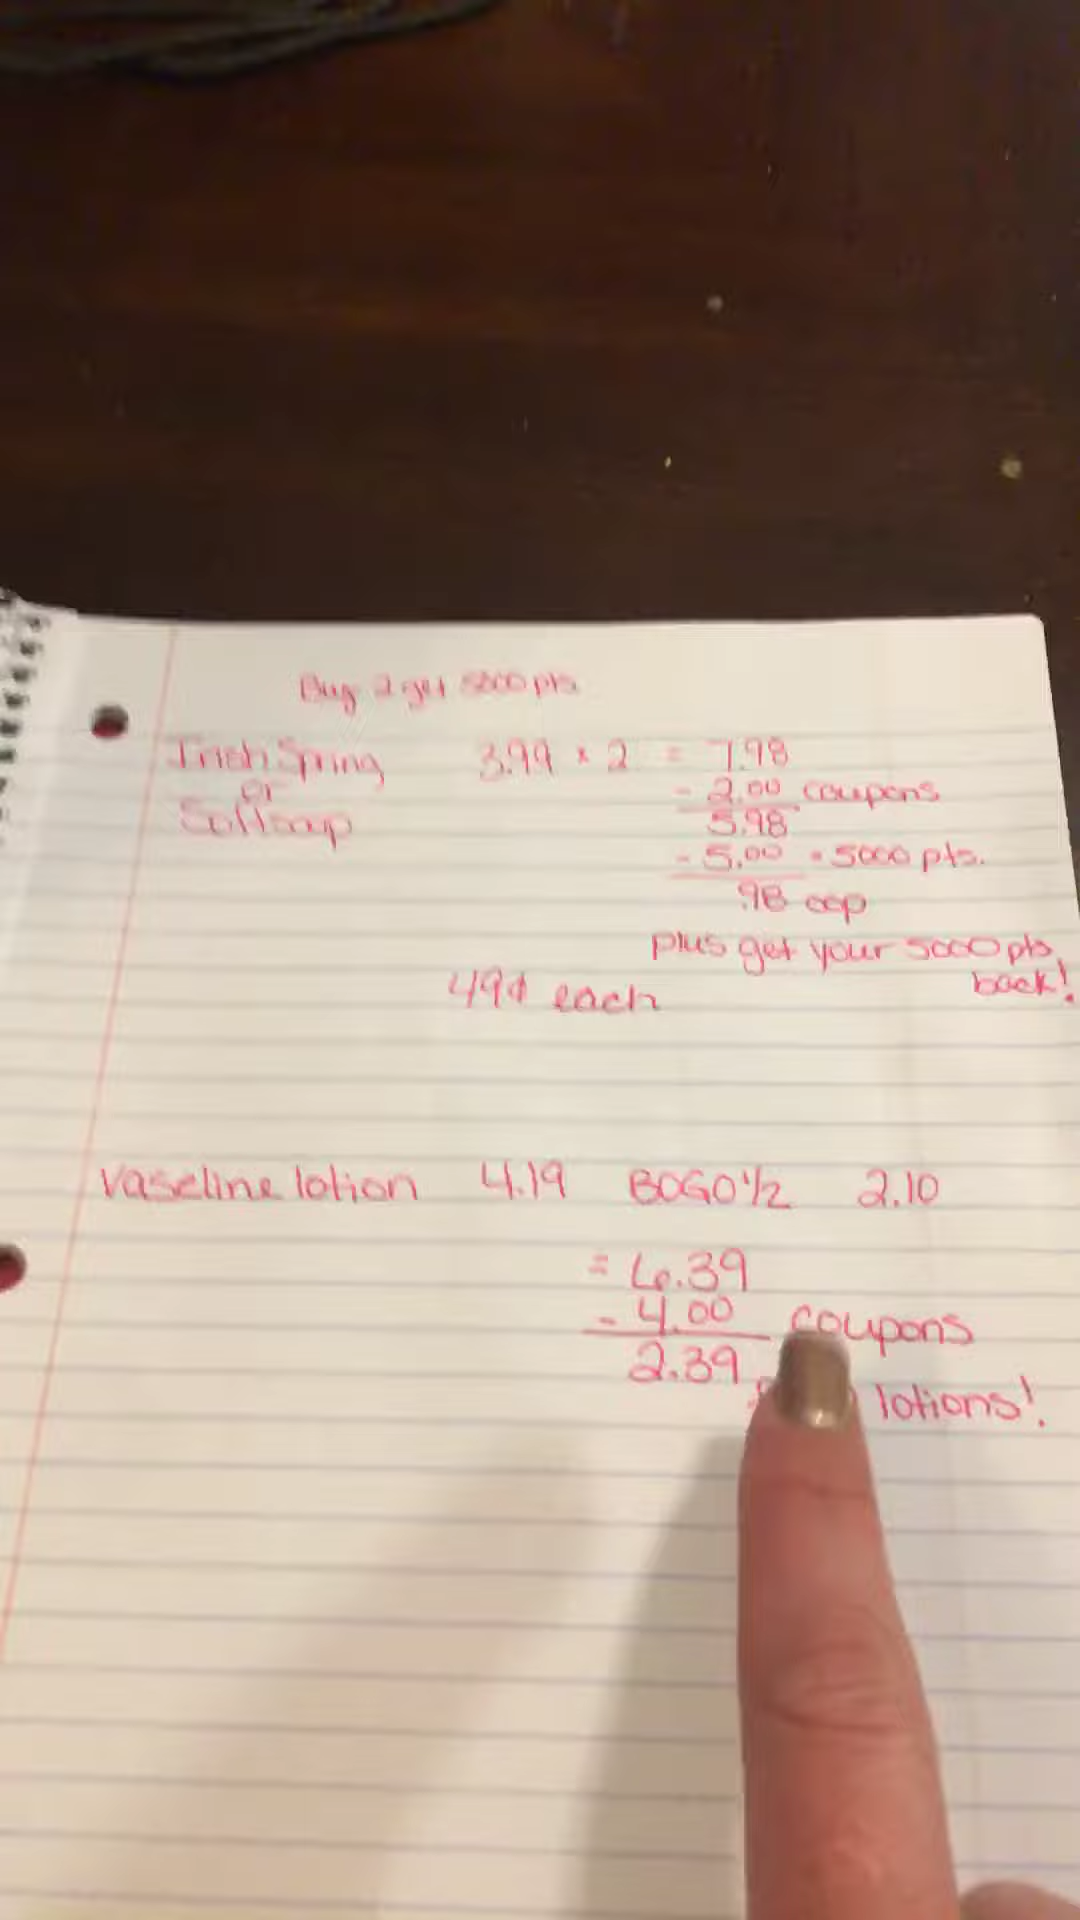 Buy 2 get 5000 pts.
Irish Spring 3.99 x 2 = 7.98
or - 2.00 coupons
Softsoap 5.98
- 5.00 = 5000 pts.
.98 oop
plus get your 5000 pts
back!
49¢ each
Vaseline lotion 4.19 BOGO 1/2 2.10
= 6.39
- 4.00 coupons
2.39 lotions!